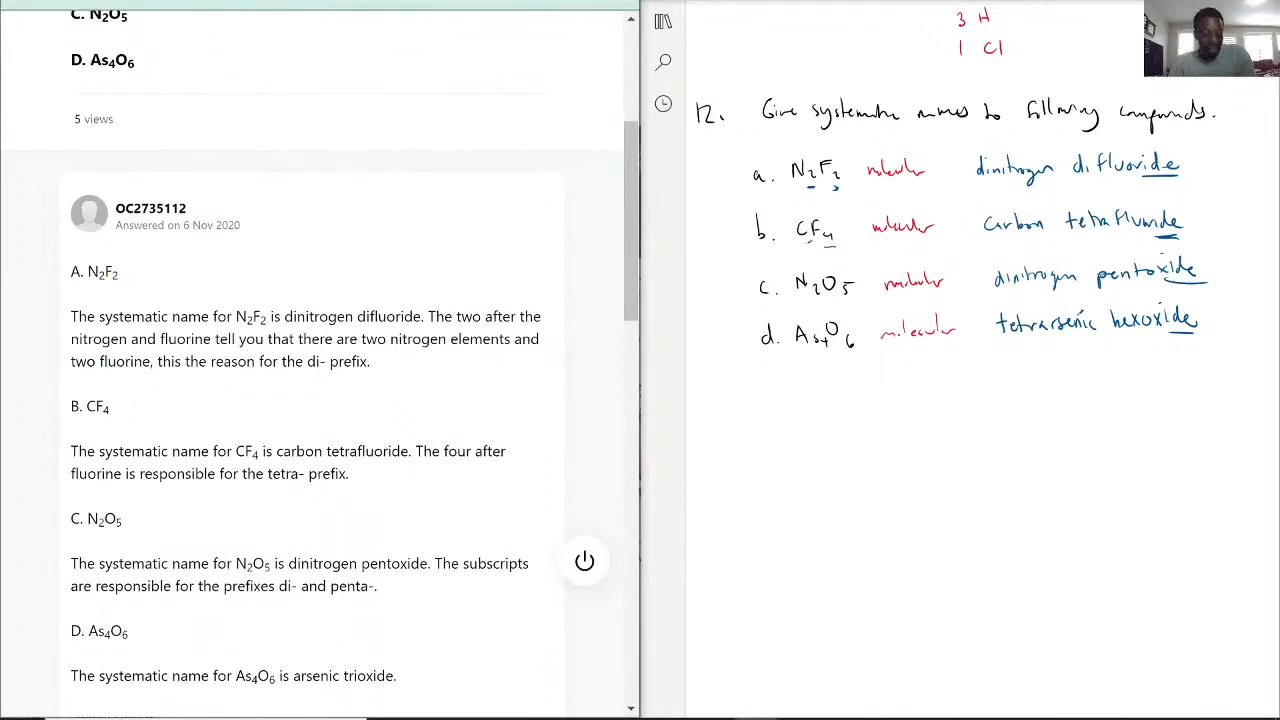 C. N₂O₅
D. As₄O₆
5 views
OC2735112
Answered on 6 Nov 2020
A. N₂F₂
The systematic name for N₂F₂ is dinitrogen difluoride. The two after the
nitrogen and fluorine tell you that there are two nitrogen elements and
two fluorine, this the reason for the di- prefix.
B. CF₄
The systematic name for CF₄ is carbon tetrafluoride. The four after
fluorine is responsible for the tetra- prefix.
C. N₂O₅
The systematic name for N₂O₅ is dinitrogen pentoxide. The subscripts
are responsible for the prefixes di- and penta-.
D. As₄O₆
The systematic name for As₄O₆ is arsenic trioxide.
3 H
1 Cl
12. Give systematic names to following compounds.
a. N₂F₂ molecular dinitrogen difluoride
b. CF₄ molecular carbon tetrafluoride
c. N₂O₅ molecular dinitrogen pentoxide
d. As₄O₆ molecular tetrarsenic hexoxide